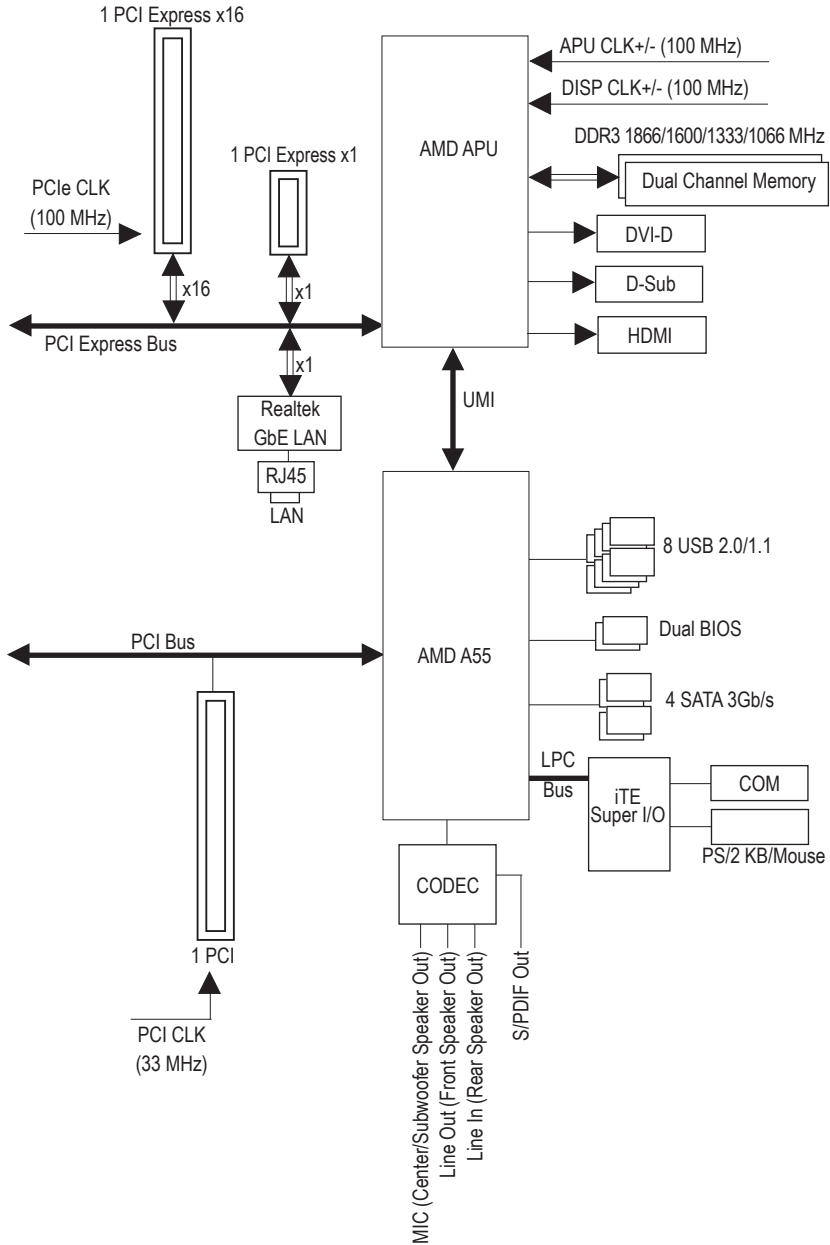 1 PCI Express x16
APU CLK+/- (100 MHz)
DISP CLK+/- (100 MHz)
DDR3 1866/1600/1333/1066 MHz
AMD APU
1 PCI Express x1
Dual Channel Memory
PCIe CLK
(100 MHz)
DVI-D
x16
x1
D-Sub
PCI Express Bus
HDMI
x1
UMI
Realtek
GbE LAN
RJ45
LAN
8 USB 2.0/1.1
PCI Bus
AMD A55
Dual BIOS
4 SATA 3Gb/s
LPC
Bus
iTE
Super I/O
COM
PS/2 KB/Mouse
CODEC
1 PCI
PCI CLK
(33 MHz)
MIC (Center/Subwoofer Speaker Out)
Line Out (Front Speaker Out)
Line In (Rear Speaker Out)
S/PDIF Out